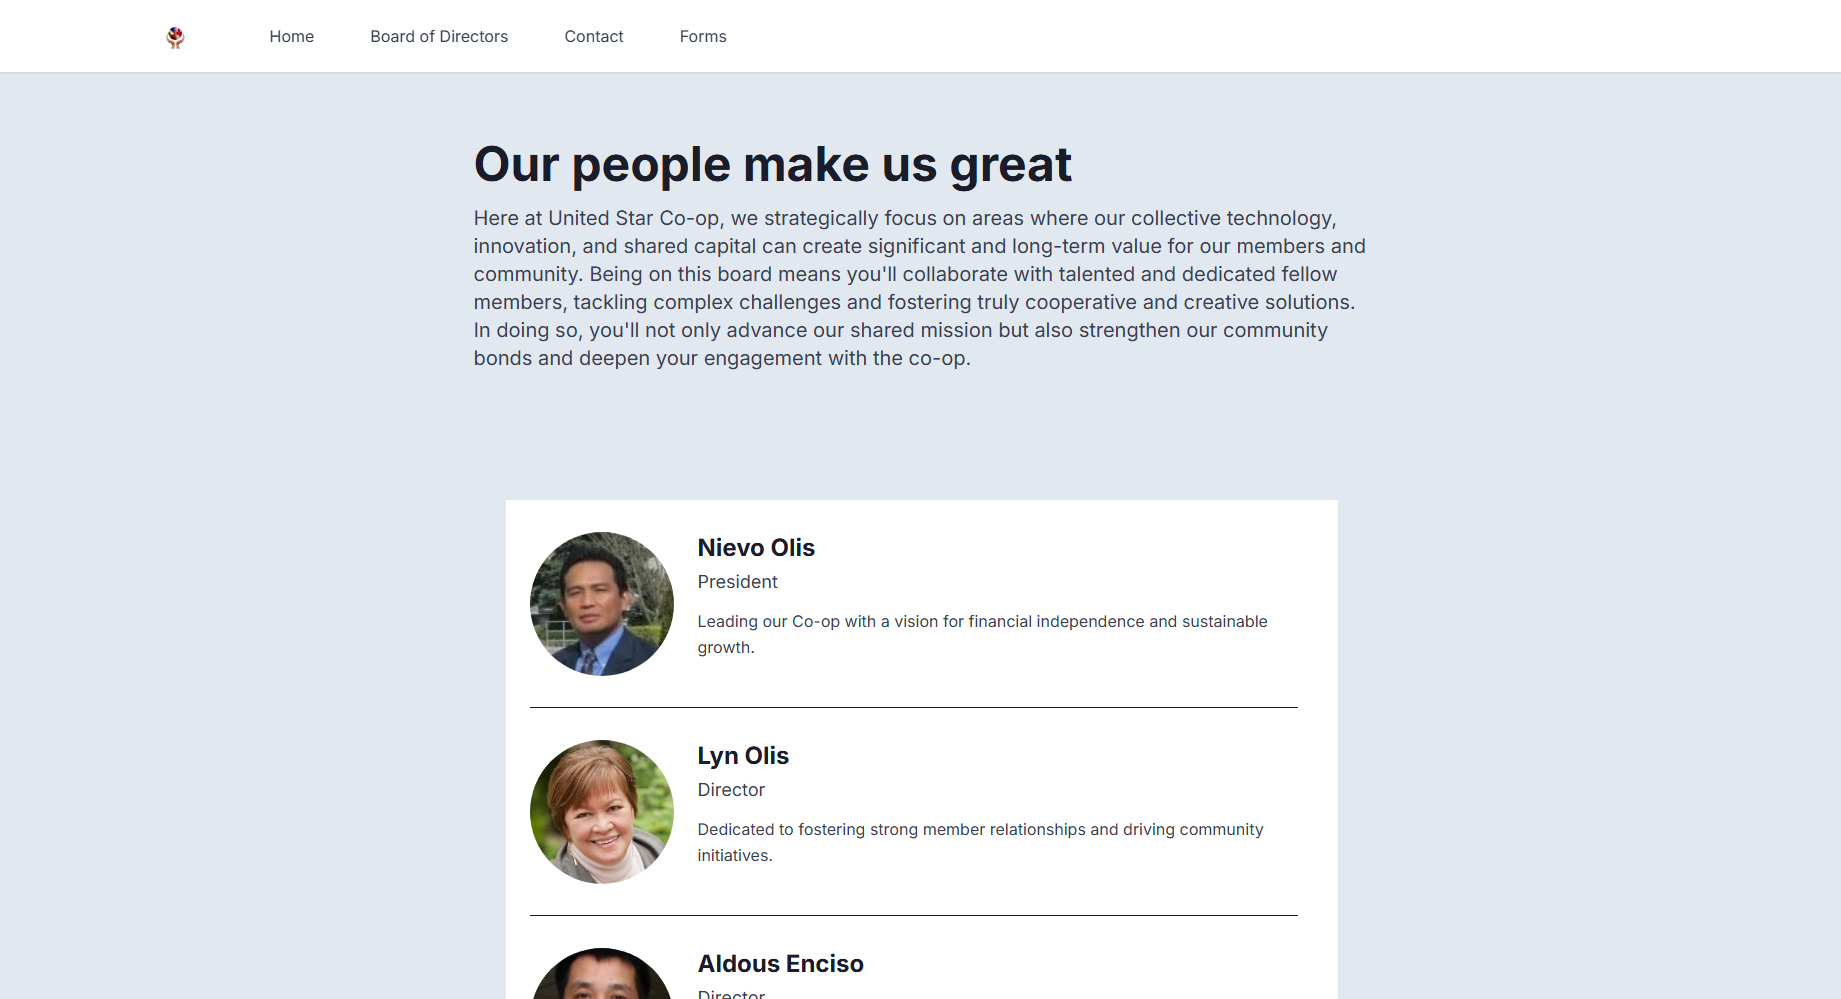 Home Board of Directors Contact Forms
Our people make us great
Here at United Star Co-op, we strategically focus on areas where our collective technology,
innovation, and shared capital can create significant and long-term value for our members and
community. Being on this board means you'll collaborate with talented and dedicated fellow
members, tackling complex challenges and fostering truly cooperative and creative solutions.
In doing so, you'll not only advance our shared mission but also strengthen our community
bonds and deepen your engagement with the co-op.
Nievo Olis
President
Leading our Co-op with a vision for financial independence and sustainable
growth.
Lyn Olis
Director
Dedicated to fostering strong member relationships and driving community
initiatives.
Aldous Enciso
Director